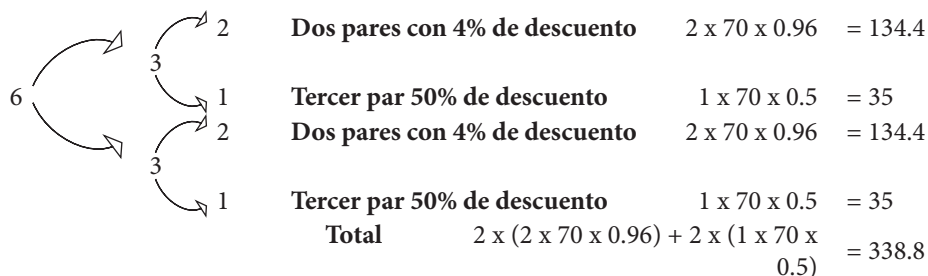 2 Dos pares con 4% de descuento 2 x 70 x 0.96 = 134.4
3
6 1 Tercer par 50% de descuento 1 x 70 x 0.5 = 35
2 Dos pares con 4% de descuento 2 x 70 x 0.96 = 134.4
3
1 Tercer par 50% de descuento 1 x 70 x 0.5 = 35
Total 2 x (2 x 70 x 0.96) + 2 x (1 x 70 x
0.5) = 338.8